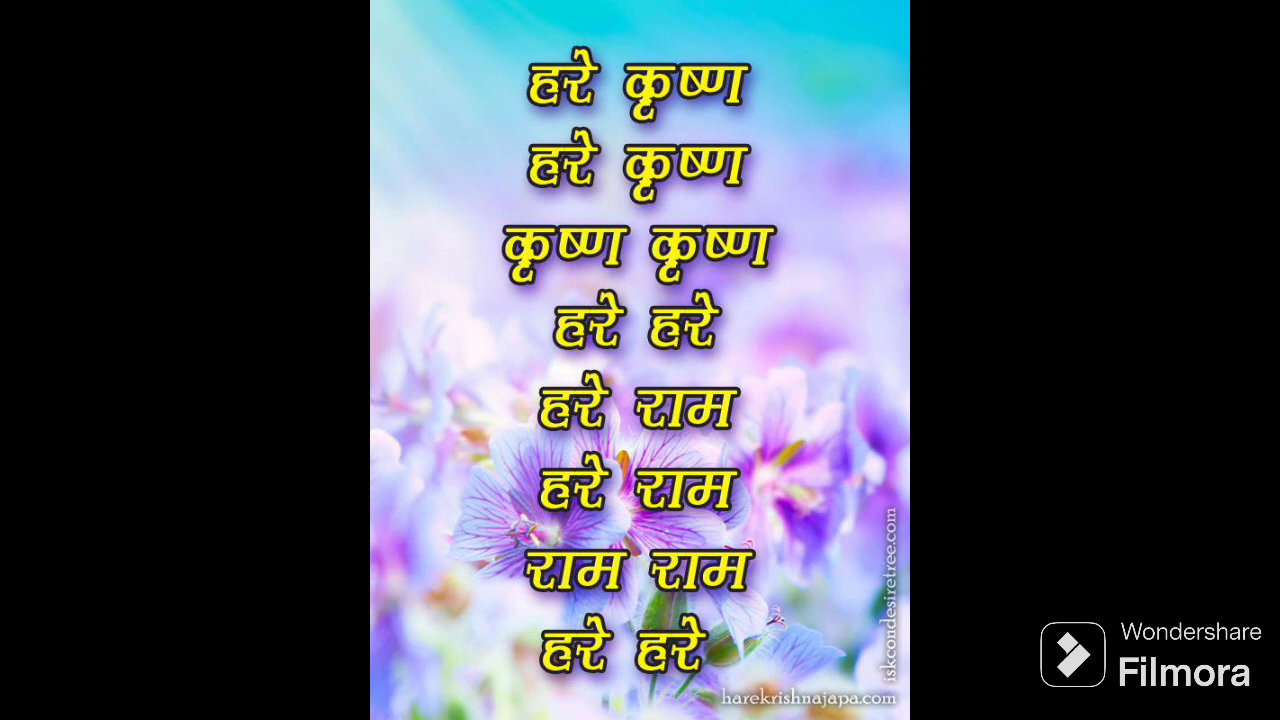 हरे कृष्ण
हरे कृष्ण
कृष्ण कृष्ण
हरे हरे
हरे राम
हरे राम
राम राम
हरे हरे
iskcondesiretree.com
harekrishnajapa.com
Wondershare
Filmora